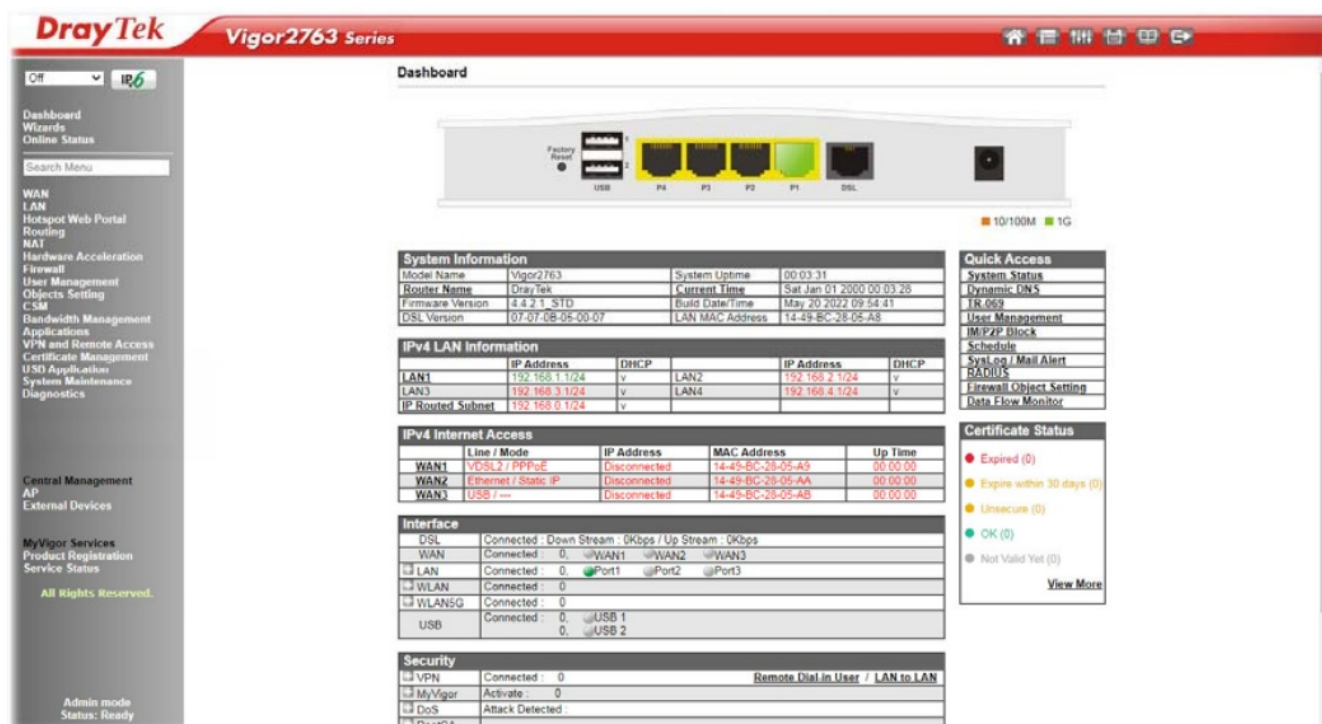 DrayTek Vigor2763 Series
Off IPv6
Dashboard
Wizards
Online Status
Search Menu
WAN
LAN
Hotspot Web Portal
Routing
NAT
Hardware Acceleration
Firewall
User Management
Objects Setting
CSM
Bandwidth Management
Applications
VPN and Remote Access
Certificate Management
USB Application
System Maintenance
Diagnostics
Central Management
AP
External Devices
MyVigor Services
Product Registration
Service Status
All Rights Reserved.
Admin mode
Status: Ready
Dashboard
Factory
Reset
1
2
USB P4 P3 P2 P1 DSL
10/100M 1G
System Information
Model Name Vigor2763 System Uptime 00:03:31
Router Name DrayTek Current Time Sat Jan 01 2000 00:03:28
Firmware Version 4.4.2.1_STD Build Date/Time May 20 2022 09:54:41
DSL Version 07-07-0B-05-00-07 LAN MAC Address 14-49-BC-28-05-A8
IPv4 LAN Information
IP Address DHCP IP Address DHCP
LAN1 192.168.1.1/24 v LAN2 192.168.2.1/24 v
LAN3 192.168.3.1/24 v LAN4 192.168.4.1/24 v
IP Routed Subnet 192.168.0.1/24 v
IPv4 Internet Access
Line / Mode IP Address MAC Address Up Time
WAN1 VDSL2 / PPPoE Disconnected 14-49-BC-28-05-A9 00:00:00
WAN2 Ethernet / Static IP Disconnected 14-49-BC-28-05-AA 00:00:00
WAN3 USB / --- Disconnected 14-49-BC-28-05-AB 00:00:00
Interface
DSL Connected : Down Stream : 0Kbps / Up Stream : 0Kbps
WAN Connected : 0, WAN1 WAN2 WAN3
LAN Connected : 0, Port1 Port2 Port3
WLAN Connected : 0
WLAN5G Connected : 0
USB Connected : 0, USB 1
0, USB 2
Security
VPN Connected : 0 Remote Dial-in User / LAN to LAN
MyVigor Activate : 0
DoS Attack Detected :
Quick Access
System Status
Dynamic DNS
TR-069
User Management
IM/P2P Block
Schedule
SysLog / Mail Alert
RADIUS
Firewall Object Setting
Data Flow Monitor
Certificate Status
Expired (0)
Expire within 30 days (0)
Unsecure (0)
OK (0)
Not Valid Yet (0)
View More